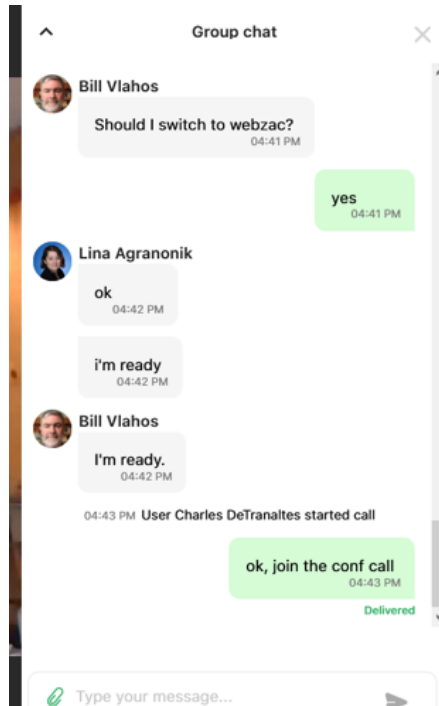 Group chat
Bill Vlahos
Should I switch to webzac?
04:41 PM
yes
04:41 PM
Lina Agranonik
ok
04:42 PM
i'm ready
04:42 PM
Bill Vlahos
I'm ready.
04:42 PM
04:43 PM User Charles DeTranaltes started call
ok, join the conf call
04:43 PM
Delivered
Type your message...